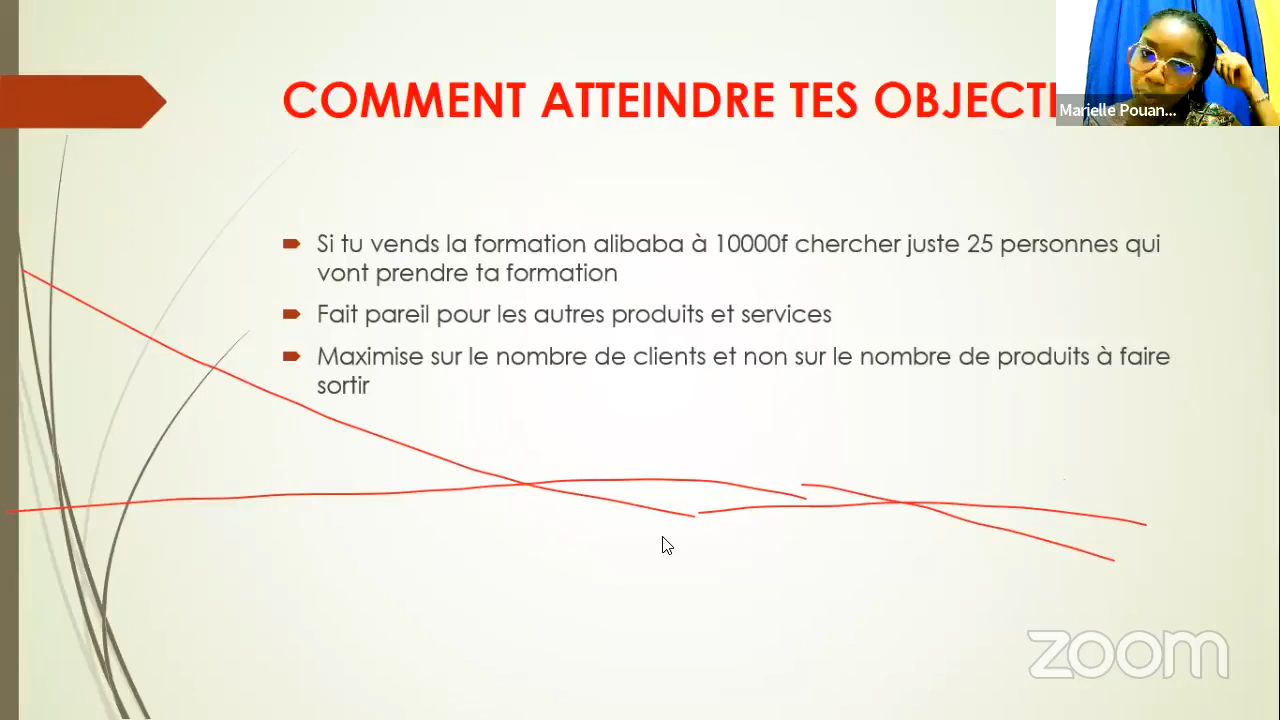 COMMENT ATTEINDRE TES OBJECTI
Marielle Pouan...
Si tu vends la formation alibaba à 10000f chercher juste 25 personnes qui
vont prendre ta formation
Fait pareil pour les autres produits et services
Maximise sur le nombre de clients et non sur le nombre de produits à faire
sortir
zoom